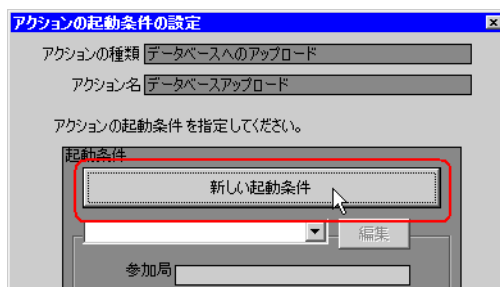 アクションの起動条件の設定
アクションの種類 データベースへのアップロード
アクション名 データベースアップロード
アクションの起動条件を指定してください。
起動条件
新しい起動条件
編集
参加局